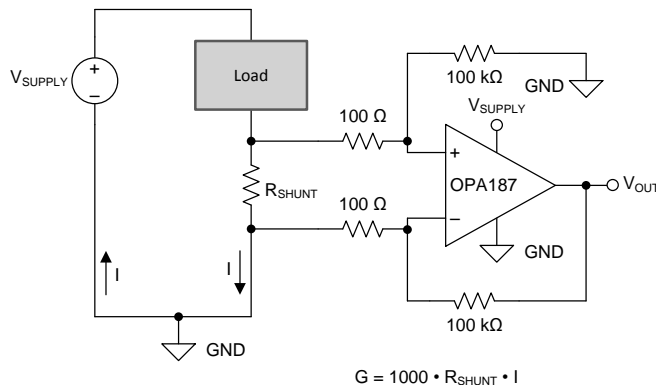 100 kΩ
GND
VSUPPLY
+
−
Load
100 Ω
VSUPPLY
+
OPA187
−
VOUT
RSHUNT
100 Ω
GND
I
I
100 kΩ
GND
G = 1000 • RSHUNT • I